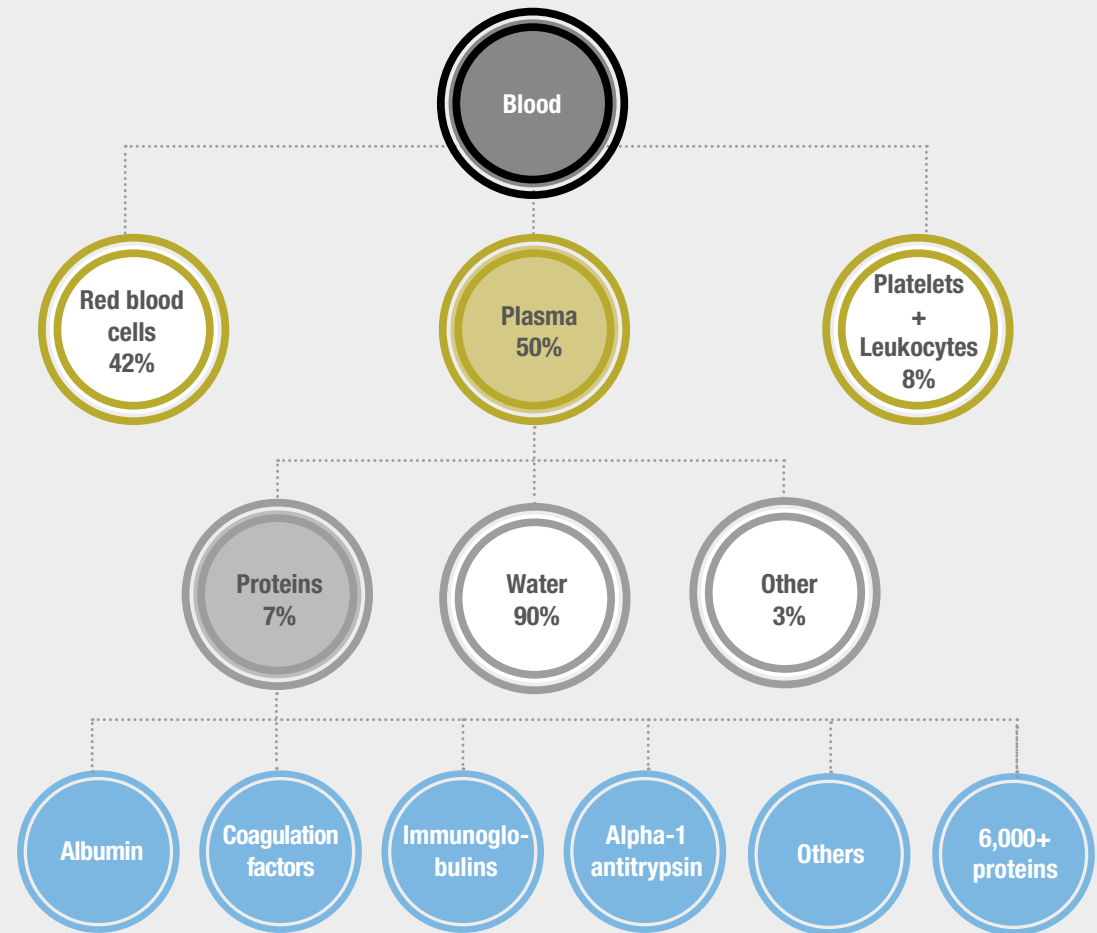 Blood
Red blood
cells
42%
Plasma
50%
Platelets
+
Leukocytes
8%
Proteins
7%
Water
90%
Other
3%
Albumin
Coagulation
factors
Immunoglo-
bulins
Alpha-1
antitrypsin
Others
6,000+
proteins